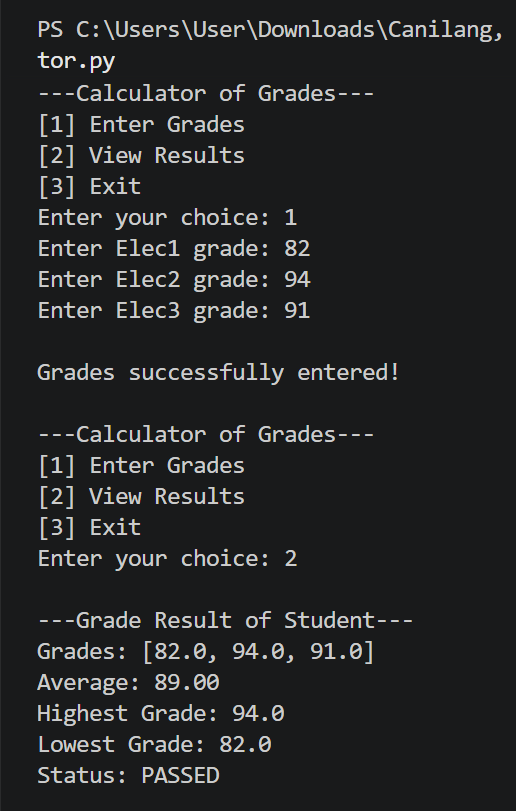 PS C:\Users\User\Downloads\Canilang,
tor.py
---Calculator of Grades---
[1] Enter Grades
[2] View Results
[3] Exit
Enter your choice: 1
Enter Elec1 grade: 82
Enter Elec2 grade: 94
Enter Elec3 grade: 91
Grades successfully entered!
---Calculator of Grades---
[1] Enter Grades
[2] View Results
[3] Exit
Enter your choice: 2
---Grade Result of Student---
Grades: [82.0, 94.0, 91.0]
Average: 89.00
Highest Grade: 94.0
Lowest Grade: 82.0
Status: PASSED